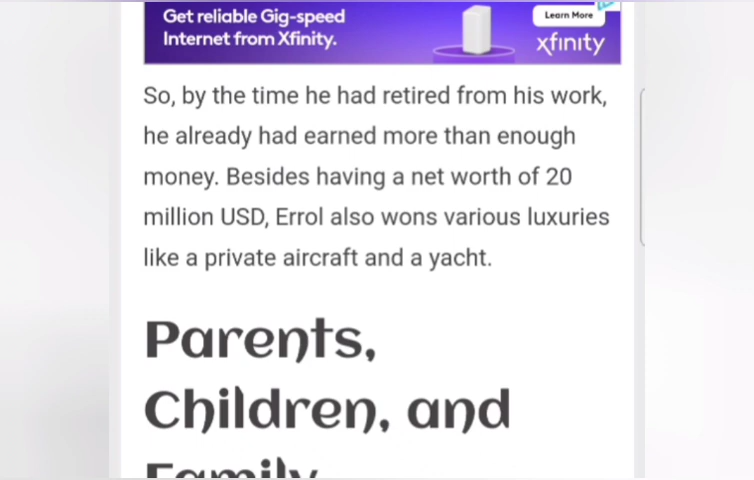 Get reliable Gig-speed
Internet from Xfinity.
Learn More
xfinity
So, by the time he had retired from his work,
he already had earned more than enough
money. Besides having a net worth of 20
million USD, Errol also wons various luxuries
like a private aircraft and a yacht.
Parents,
Children, and
Family